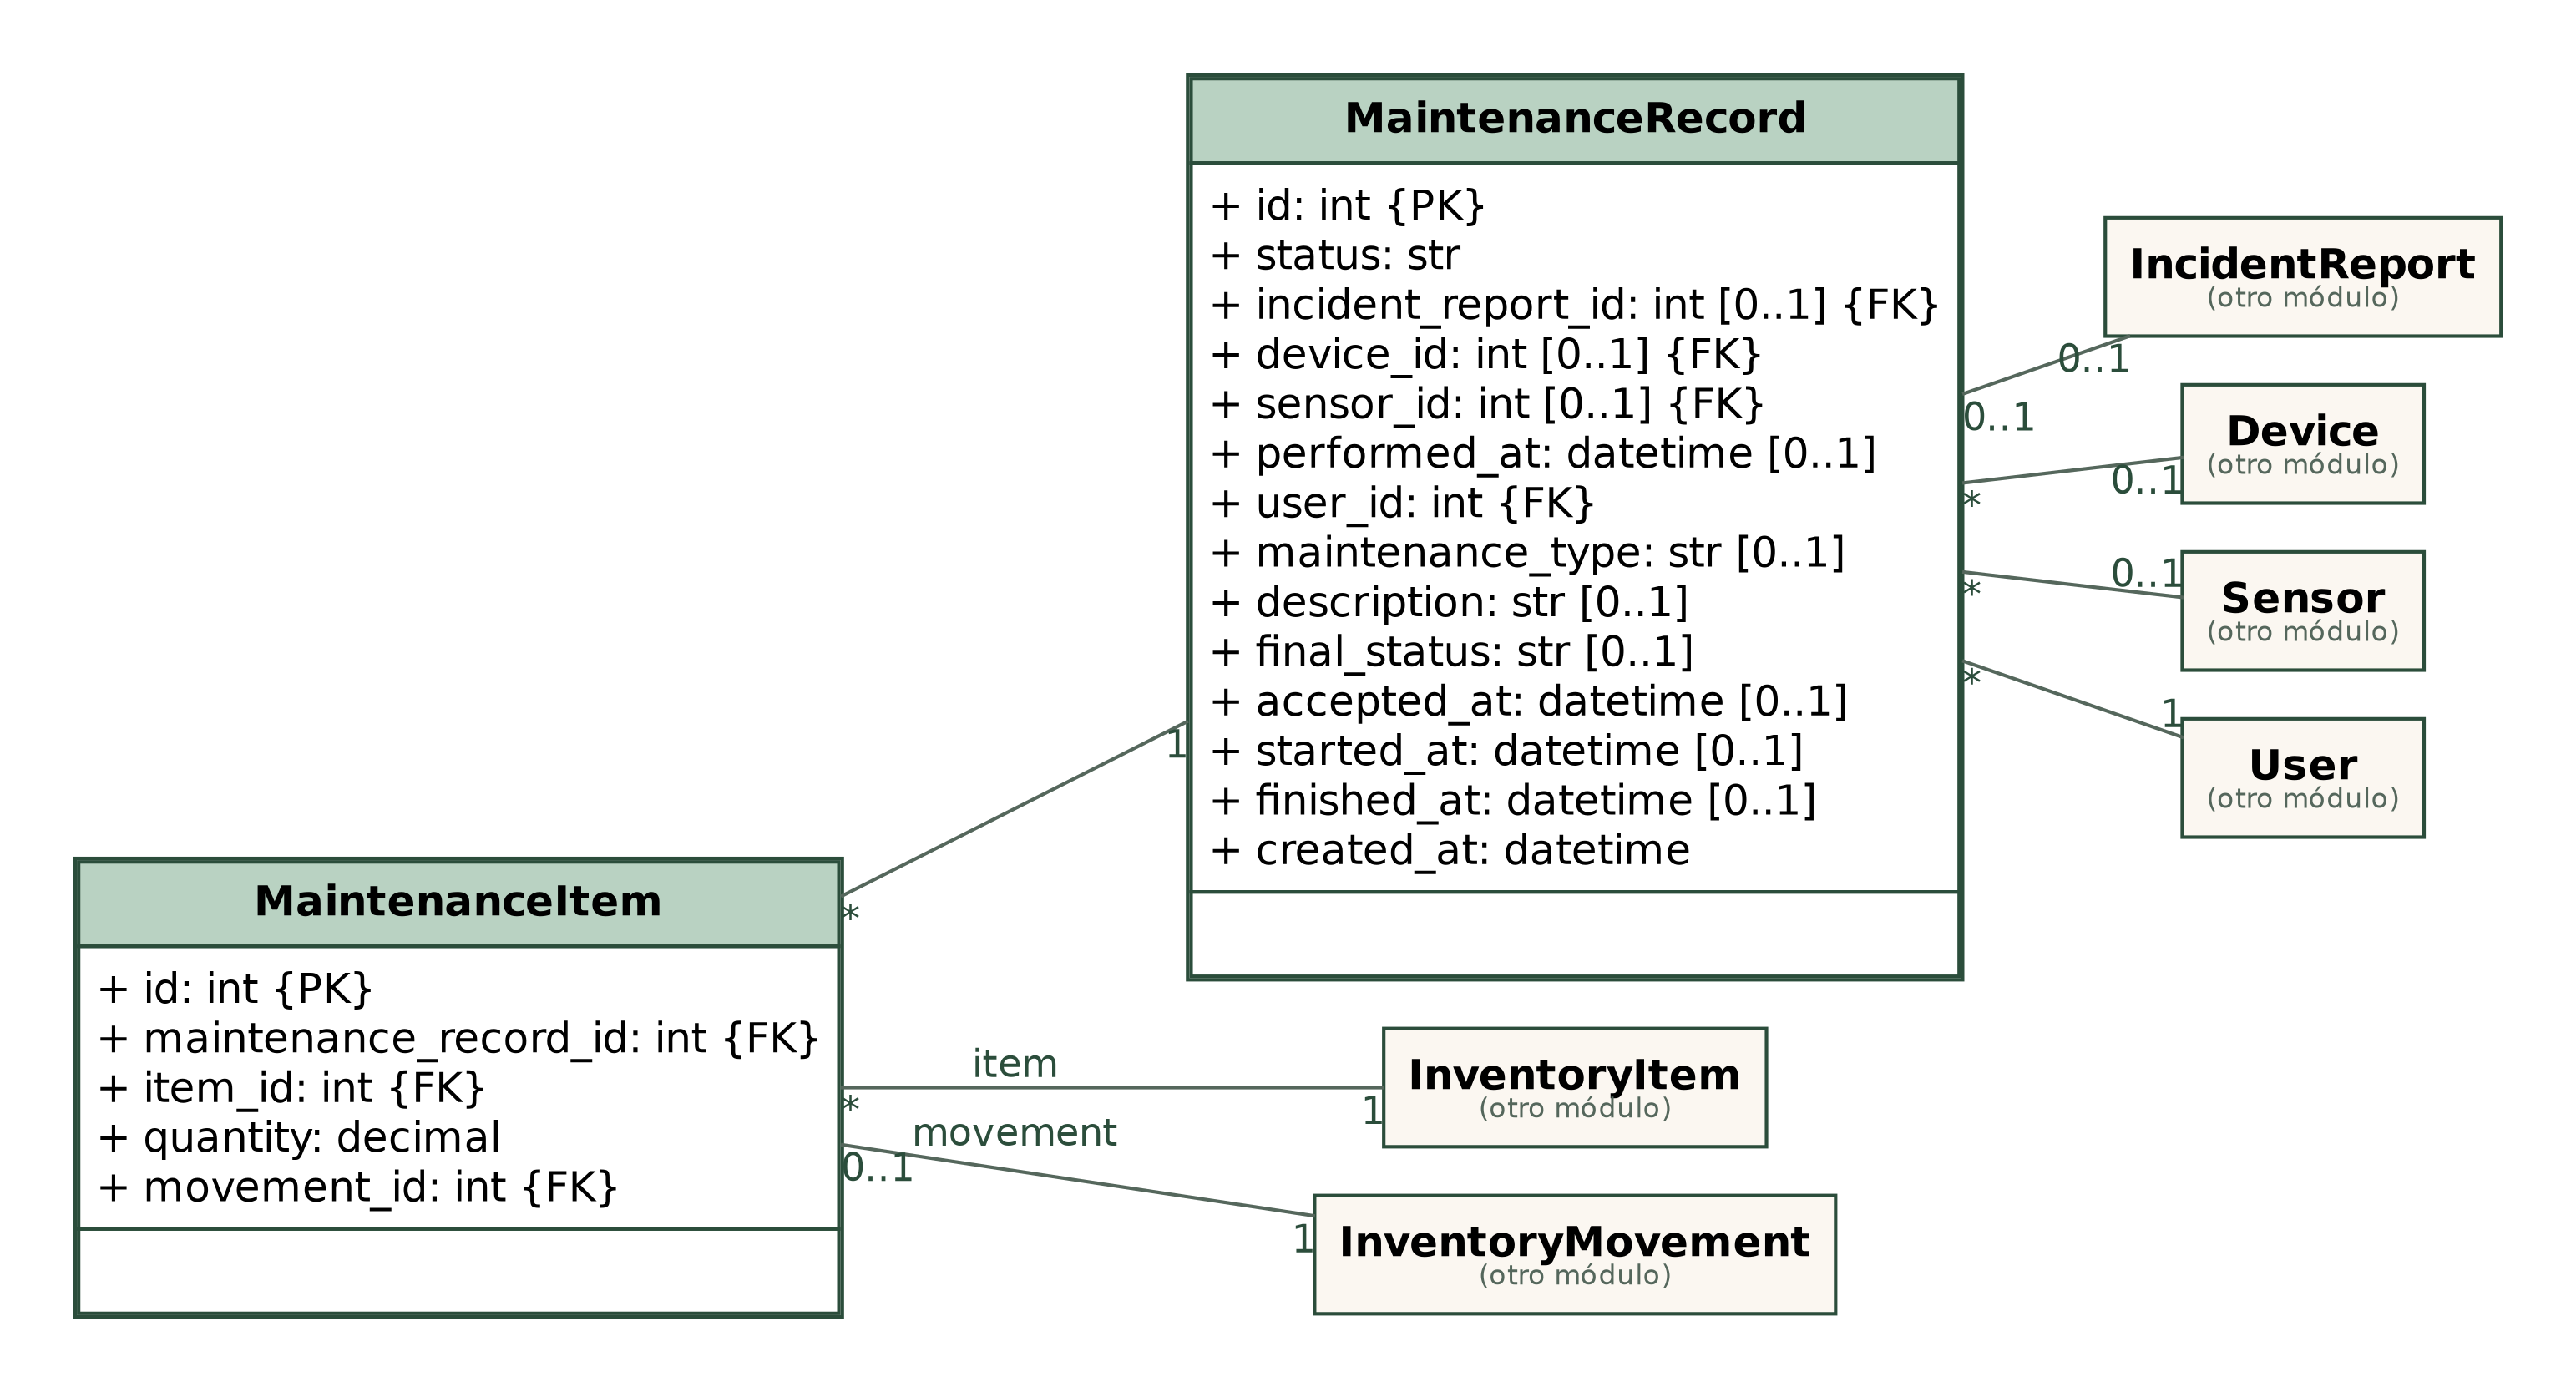 MaintenanceRecord
+ id: int {PK}
+ status: str
+ incident_report_id: int [0..1] {FK}
+ device_id: int [0..1] {FK}
+ sensor_id: int [0..1] {FK}
+ performed_at: datetime [0..1]
+ user_id: int {FK}
+ maintenance_type: str [0..1]
+ description: str [0..1]
+ final_status: str [0..1]
+ accepted_at: datetime [0..1]
+ started_at: datetime [0..1]
+ finished_at: datetime [0..1]
+ created_at: datetime
IncidentReport
(otro módulo)
0..1
0..1
Device
(otro módulo)
0..1
*
Sensor
(otro módulo)
0..1
*
User
(otro módulo)
1
*
1
*
MaintenanceItem
+ id: int {PK}
+ maintenance_record_id: int {FK}
+ item_id: int {FK}
+ quantity: decimal
+ movement_id: int {FK}
item
*
1
InventoryItem
(otro módulo)
movement
0..1
1
InventoryMovement
(otro módulo)